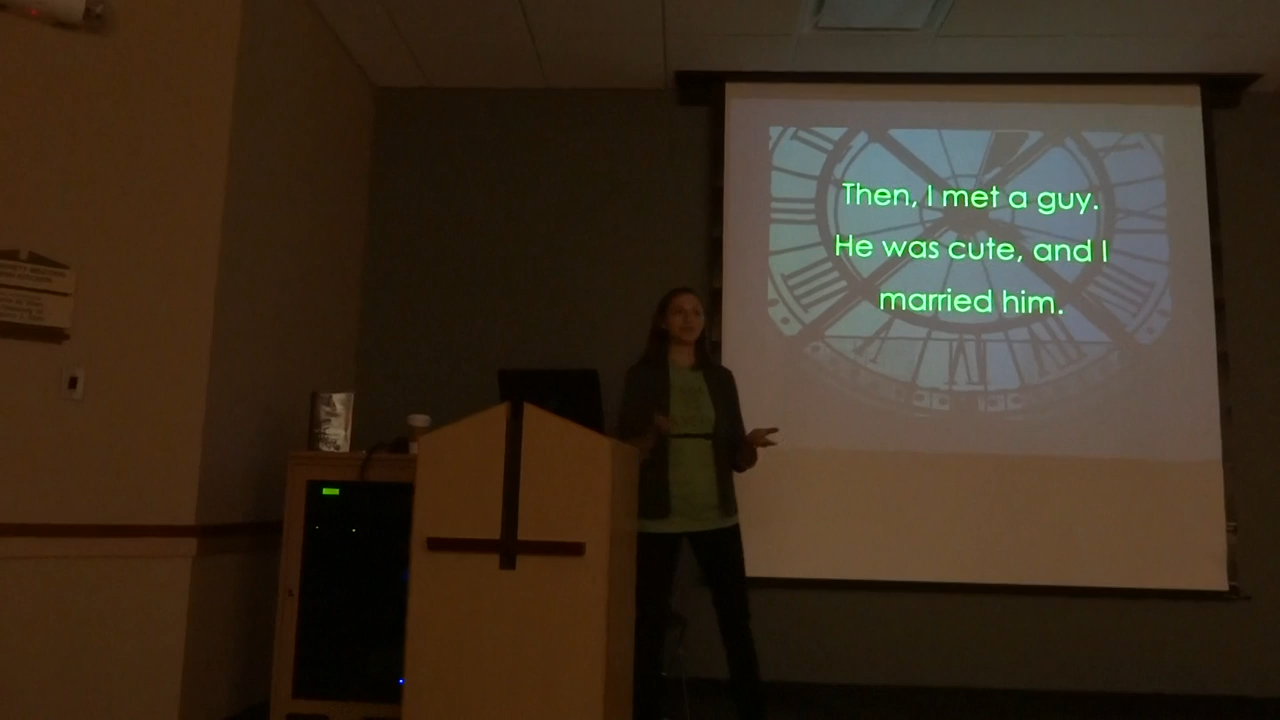 Then, I met a guy.
He was cute, and I
married him.